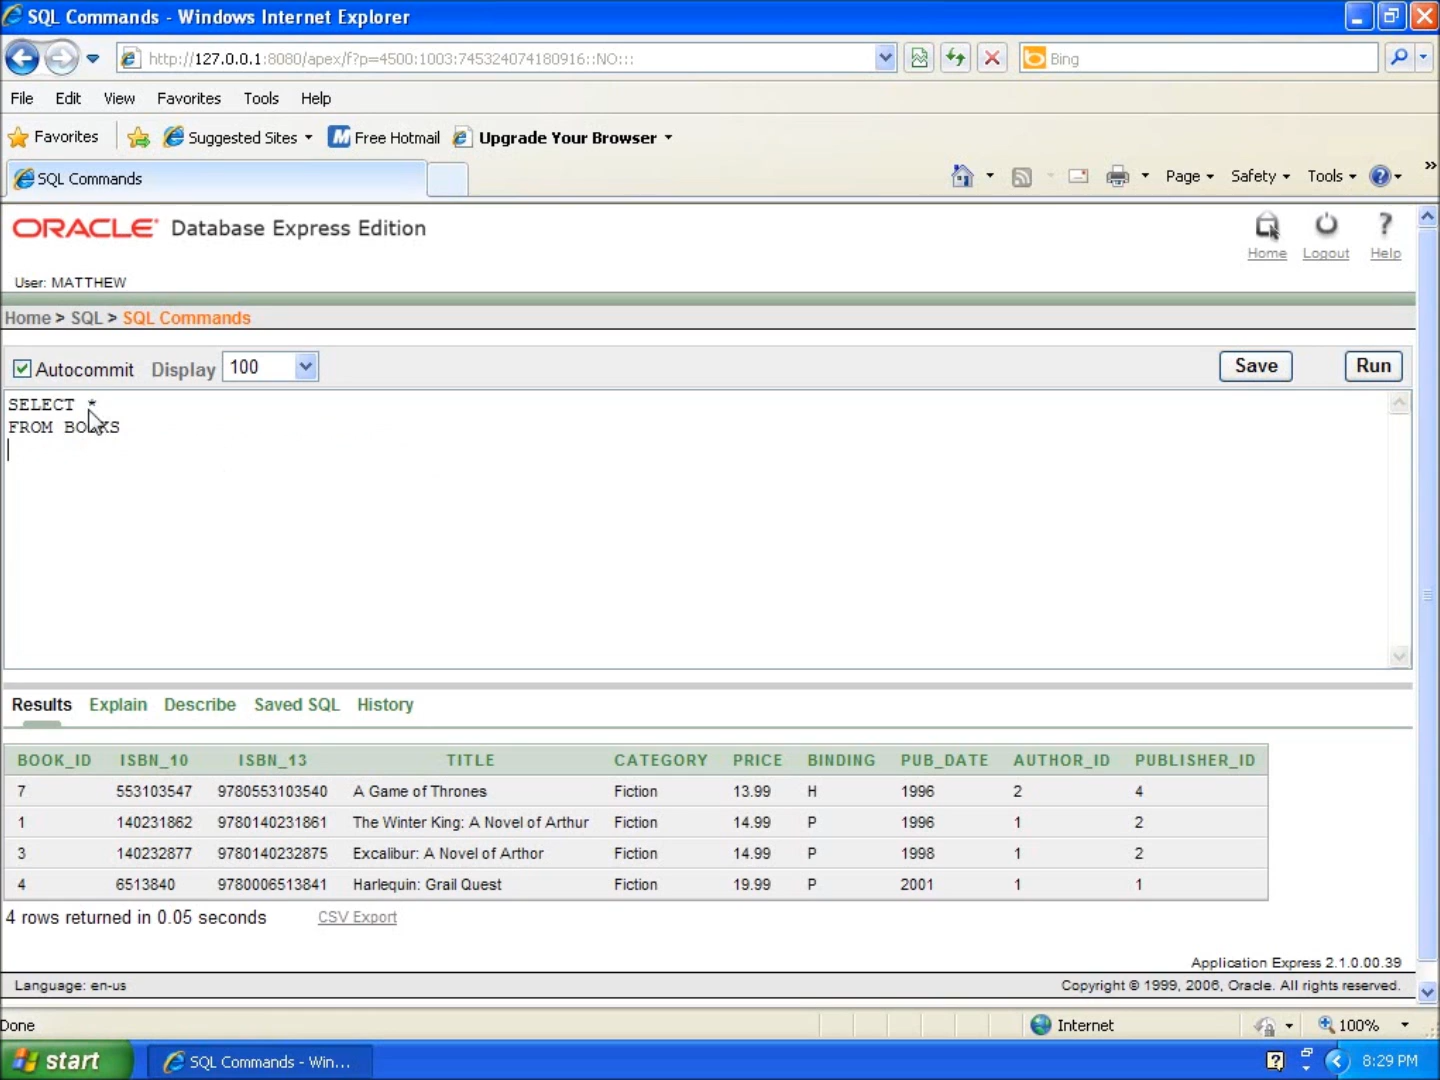 SQL Commands - Windows Internet Explorer
http://127.0.0.1:8080/apex/f?p=4500:1003:745324074180916::NO:::
Bing
File Edit View Favorites Tools Help
Favorites Suggested Sites Free Hotmail Upgrade Your Browser
SQL Commands Page Safety Tools
ORACLE Database Express Edition
Home Logout Help
User: MATTHEW
Home > SQL > SQL Commands
Autocommit Display 100 Save Run
SELECT *
FROM BOOKS
Results Explain Describe Saved SQL History
BOOK_ID ISBN_10 ISBN_13 TITLE CATEGORY PRICE BINDING PUB_DATE AUTHOR_ID PUBLISHER_ID
7 553103547 9780553103540 A Game of Thrones Fiction 13.99 H 1996 2 4
1 140231862 9780140231861 The Winter King: A Novel of Arthur Fiction 14.99 P 1996 1 2
3 140232877 9780140232875 Excalibur: A Novel of Arthor Fiction 14.99 P 1998 1 2
4 6513840 9780006513841 Harlequin: Grail Quest Fiction 19.99 P 2001 1 1
4 rows returned in 0.05 seconds CSV Export
Application Express 2.1.0.00.39
Language: en-us Copyright © 1999, 2006, Oracle. All rights reserved.
Done Internet 100%
start SQL Commands - Win... 8:29 PM